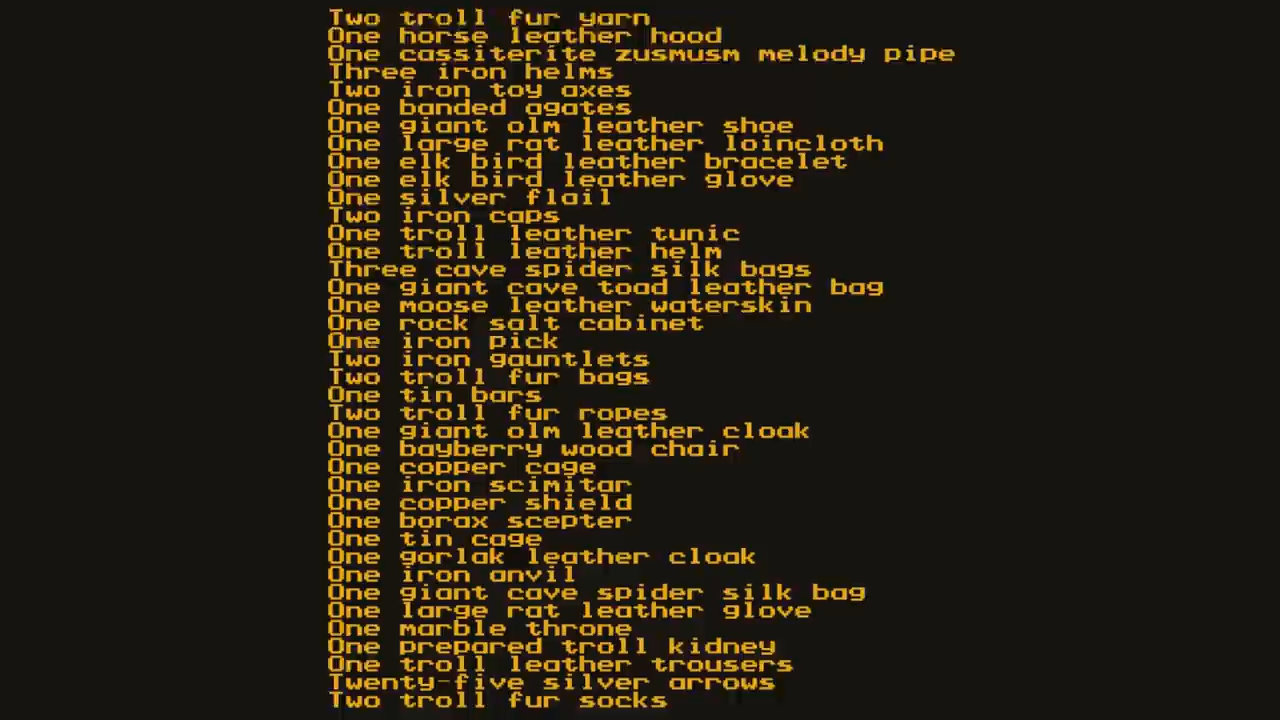 Two troll fur yarn
One horse leather hood
One cassiterite zusmusm melody pipe
Three iron helms
Two iron toy axes
One banded agates
One giant olm leather shoe
One large rat leather loincloth
One elk bird leather bracelet
One elk bird leather glove
One silver flail
Two iron caps
One troll leather tunic
One troll leather helm
Three cave spider silk bags
One giant cave toad leather bag
One moose leather waterskin
One rock salt cabinet
One iron pick
Two iron gauntlets
Two troll fur bags
One tin bars
Two troll fur ropes
One giant olm leather cloak
One bayberry wood chair
One copper cage
One iron scimitar
One copper shield
One borax scepter
One tin cage
One gorlak leather cloak
One iron anvil
One giant cave spider silk bag
One large rat leather glove
One marble throne
One prepared troll kidney
One troll leather trousers
Twenty-five silver arrows
Two troll fur socks